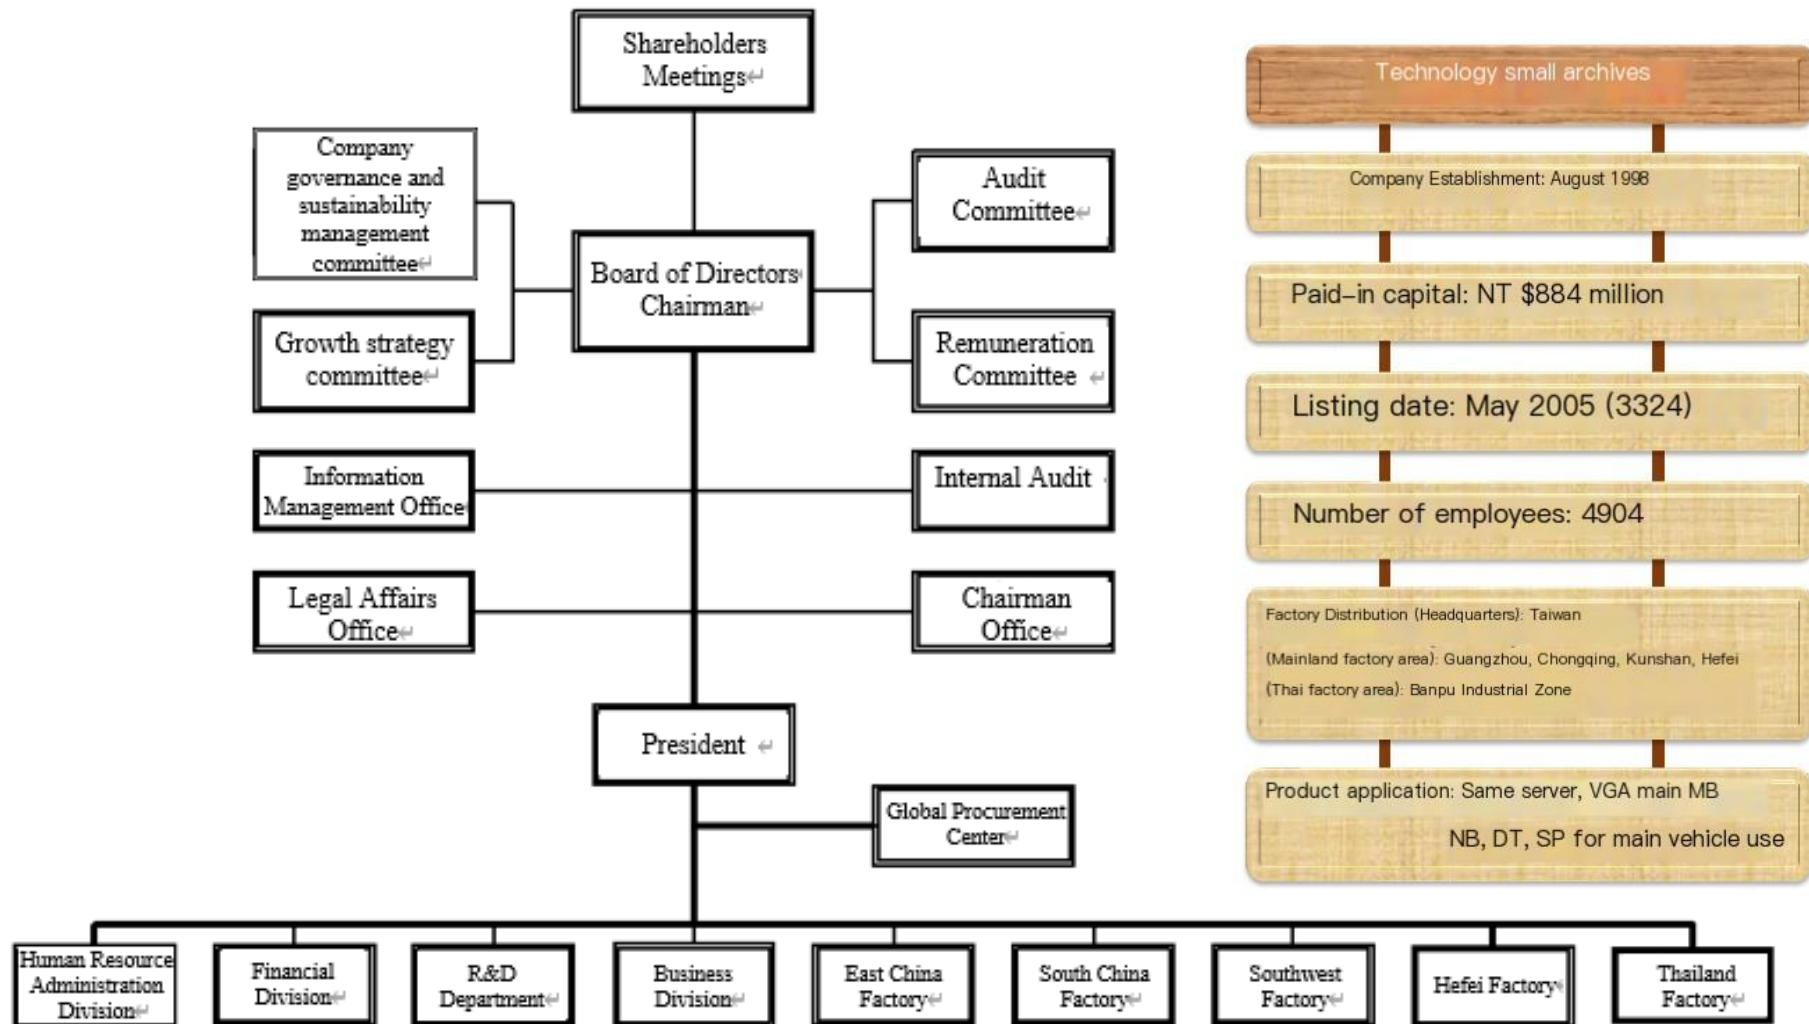 Shareholders
Meetings
Company
governance and
sustainability
management
committee
Audit
Committee
Board of Directors
Chairman
Growth strategy
committee
Remuneration
Committee
Information
Management Office
Internal Audit
Legal Affairs
Office
Chairman
Office
President
Global Procurement
Center
Human Resource
Administration
Division
Financial
Division
R&D
Department
Business
Division
East China
Factory
South China
Factory
Southwest
Factory
Hefei Factory
Thailand
Factory
Technology small archives
Company Establishment: August 1998
Paid-in capital: NT $884 million
Listing date: May 2005 (3324)
Number of employees: 4904
Factory Distribution (Headquarters): Taiwan
(Mainland factory area): Guangzhou, Chongqing, Kunshan, Hefei
(Thai factory area): Banpu Industrial Zone
Product application: Same server, VGA main MB
NB, DT, SP for main vehicle use